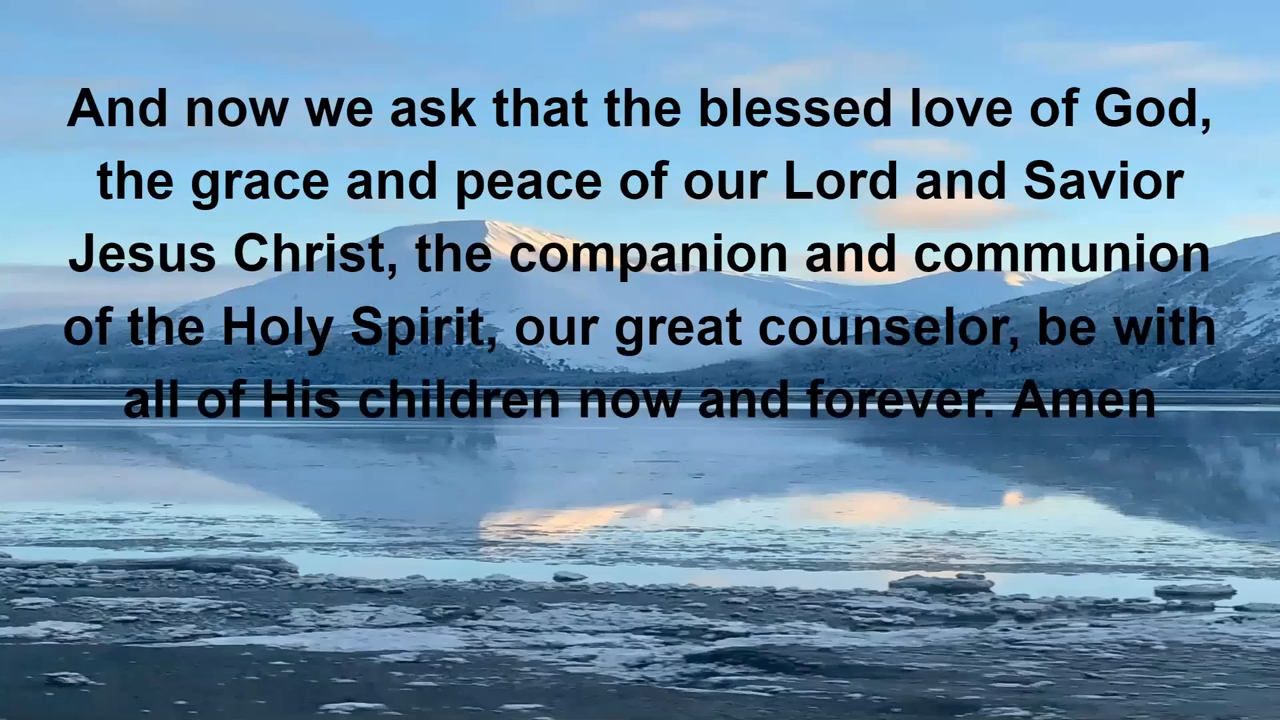 And now we ask that the blessed love of God,
the grace and peace of our Lord and Savior
Jesus Christ, the companion and communion
of the Holy Spirit, our great counselor, be with
all of His children now and forever. Amen